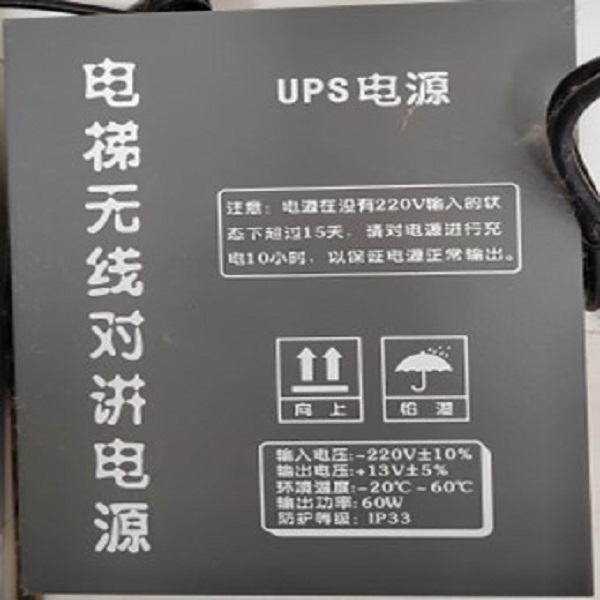 电梯无线对讲电源
UPS电源
注意：电源在没有220V输入的状
态下超过15天，请对电源进行充
电10小时，以保证电源正常输出。
向上
怕湿
输入电压:~220V±10%
输出电压:+13V±5%
环境温度:-20℃~60℃
输出功率:60W
防护等级:IP33